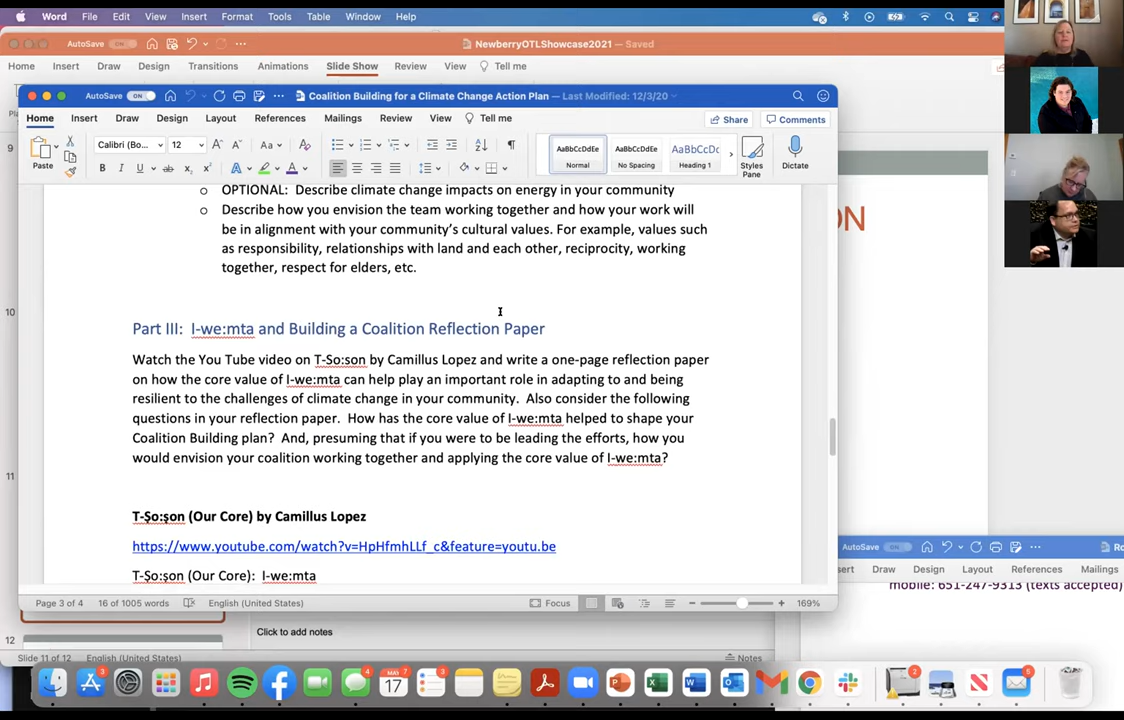 Word File Edit View Insert Format Tools Table Window Help
AutoSave ON NewberryOTLShowcase2021 — Saved
Home Insert Draw Design Transitions Animations Slide Show Review View Tell me
AutoSave ON Coalition Building for a Climate Change Action Plan — Last Modified: 12/3/20
Home Insert Draw Design Layout References Mailings Review View Tell me Share Comments
Paste Calibri (Bo... 12 AaBbCcDdEe AaBbCcDdEe AaBbCcDc
Normal No Spacing Heading 1 Styles Pane Dictate
9
o OPTIONAL: Describe climate change impacts on energy in your community
o Describe how you envision the team working together and how your work will
be in alignment with your community's cultural values. For example, values such
as responsibility, relationships with land and each other, reciprocity, working
together, respect for elders, etc.
ON
10
Part III: I-we:mta and Building a Coalition Reflection Paper
Watch the You Tube video on T-So:son by Camillus Lopez and write a one-page reflection paper
on how the core value of I-we:mta can help play an important role in adapting to and being
resilient to the challenges of climate change in your community. Also consider the following
questions in your reflection paper. How has the core value of I-we:mta helped to shape your
Coalition Building plan? And, presuming that if you were to be leading the efforts, how you
would envision your coalition working together and applying the core value of I-we:mta?
11
T-Ṣo:ṣon (Our Core) by Camillus Lopez
https://www.youtube.com/watch?v=HpHfmhLLf_c&feature=youtu.be
T-Ṣo:ṣon (Our Core): I-we:mta
AutoSave
Draw Design Layout References Mailings
mobile: 651-247-9313 (texts accepted)
Page 3 of 4 16 of 1005 words English (United States) Focus 169%
12
Click to add notes
Slide 11 of 12 English (United States) Notes
17